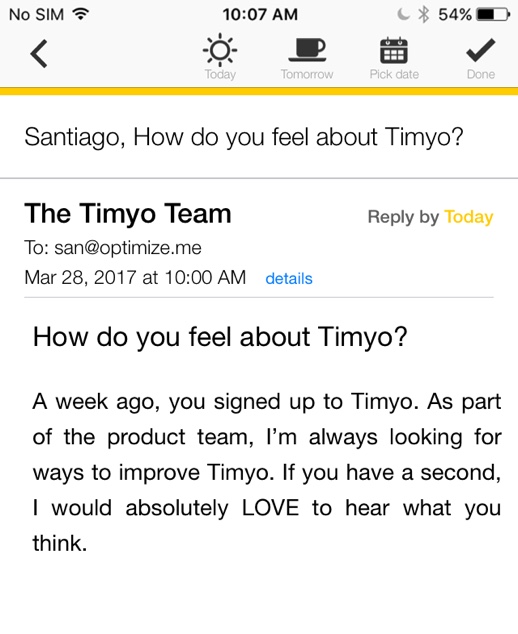 No SIM 10:07 AM 54%
Today Tomorrow Pick date Done
Santiago, How do you feel about Timyo?
The Timyo Team Reply by Today
To: san@optimize.me
Mar 28, 2017 at 10:00 AM details
How do you feel about Timyo?
A week ago, you signed up to Timyo. As part
of the product team, I'm always looking for
ways to improve Timyo. If you have a second,
I would absolutely LOVE to hear what you
think.